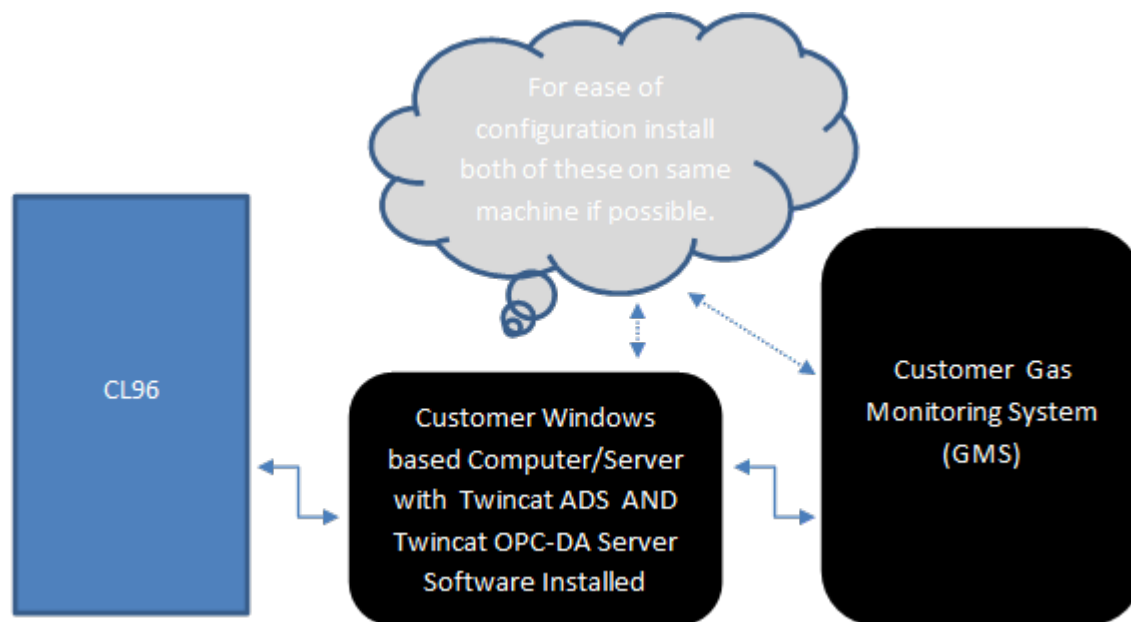 For ease of
configuration install
both of these on same
machine if possible.
CL96
Customer Windows
based Computer/Server
with Twincat ADS AND
Twincat OPC-DA Server
Software Installed
Customer Gas
Monitoring System
(GMS)